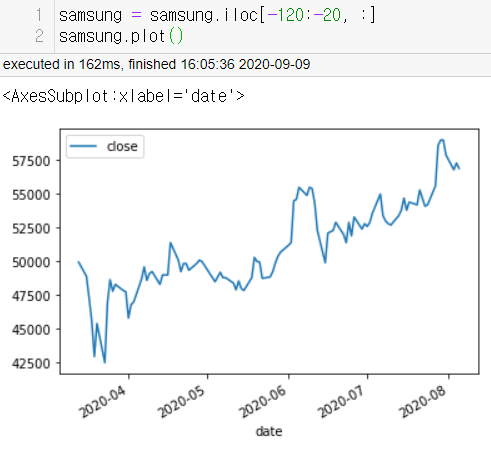 1 samsung = samsung.iloc[-120:-20, :]
2 samsung.plot()
executed in 162ms, finished 16:05:36 2020-09-09
<AxesSubplot:xlabel='date'>
close
57500
55000
52500
50000
47500
45000
42500
2020-04 2020-05 2020-06 2020-07 2020-08
date